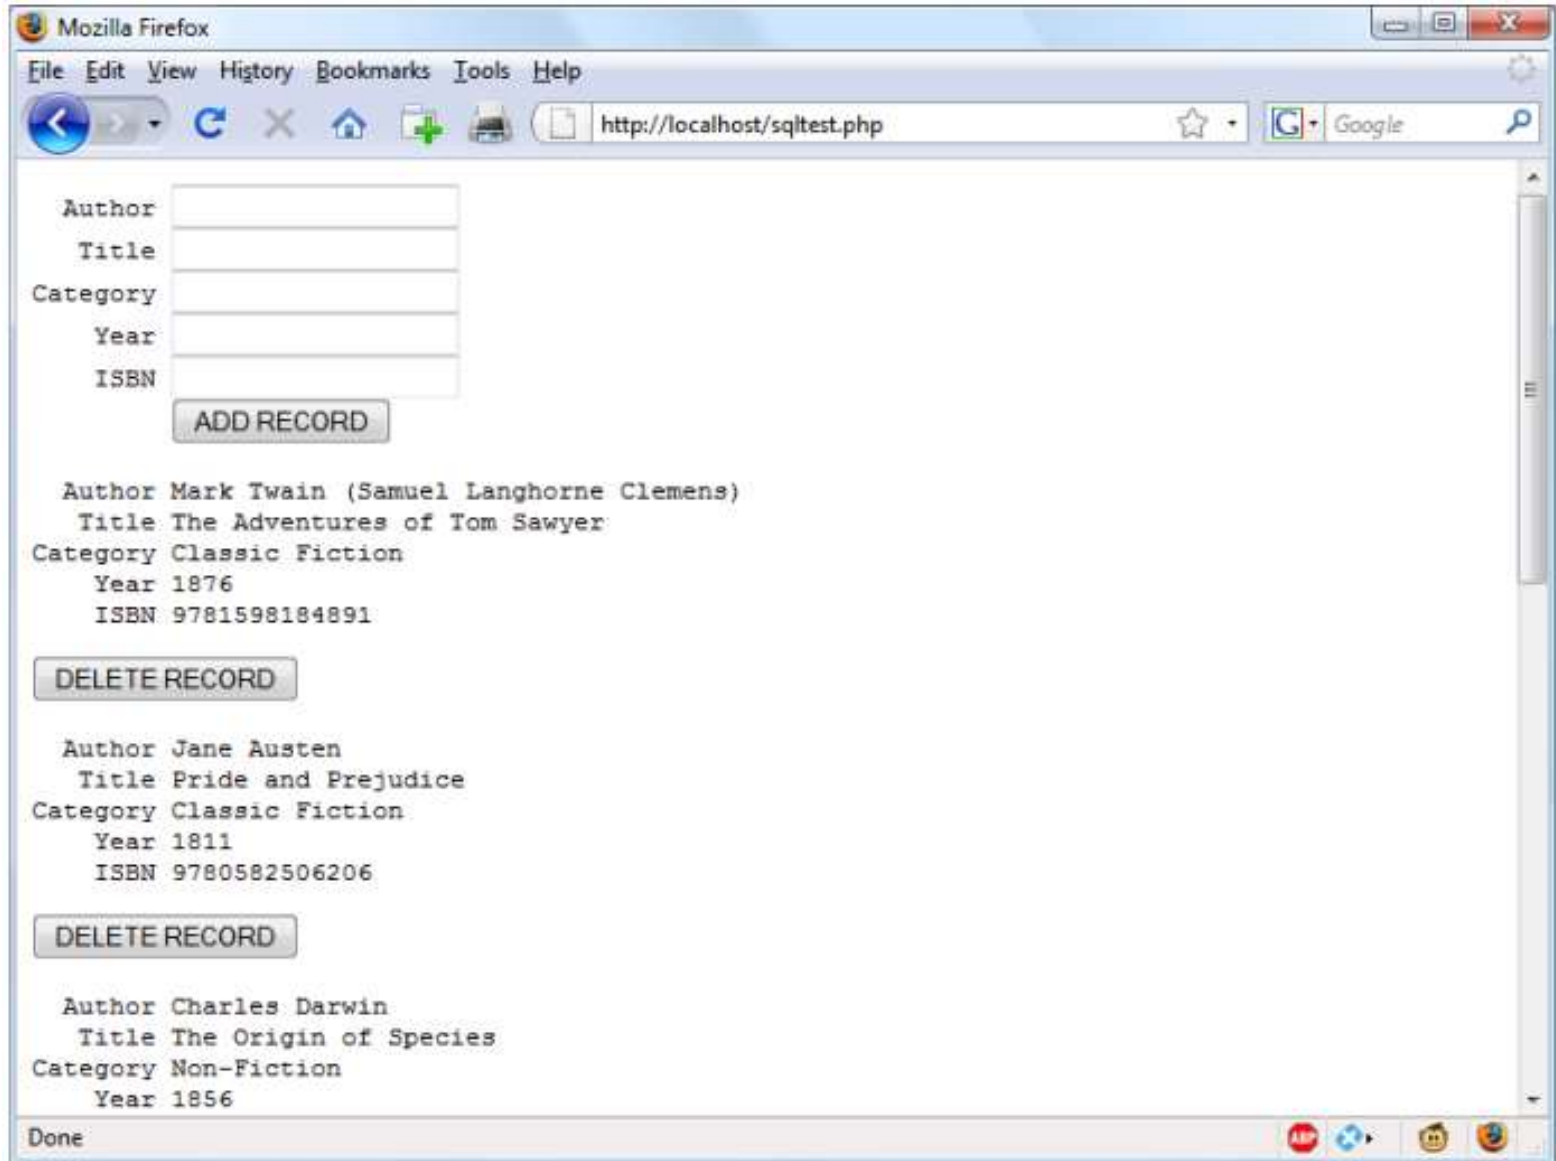 Mozilla Firefox
File Edit View History Bookmarks Tools Help
http://localhost/sqltest.php
G Google
Author
Title
Category
Year
ISBN
ADD RECORD
Author Mark Twain (Samuel Langhorne Clemens)
Title The Adventures of Tom Sawyer
Category Classic Fiction
Year 1876
ISBN 9781598184891
DELETE RECORD
Author Jane Austen
Title Pride and Prejudice
Category Classic Fiction
Year 1811
ISBN 9780582506206
DELETE RECORD
Author Charles Darwin
Title The Origin of Species
Category Non-Fiction
Year 1856
Done ABP